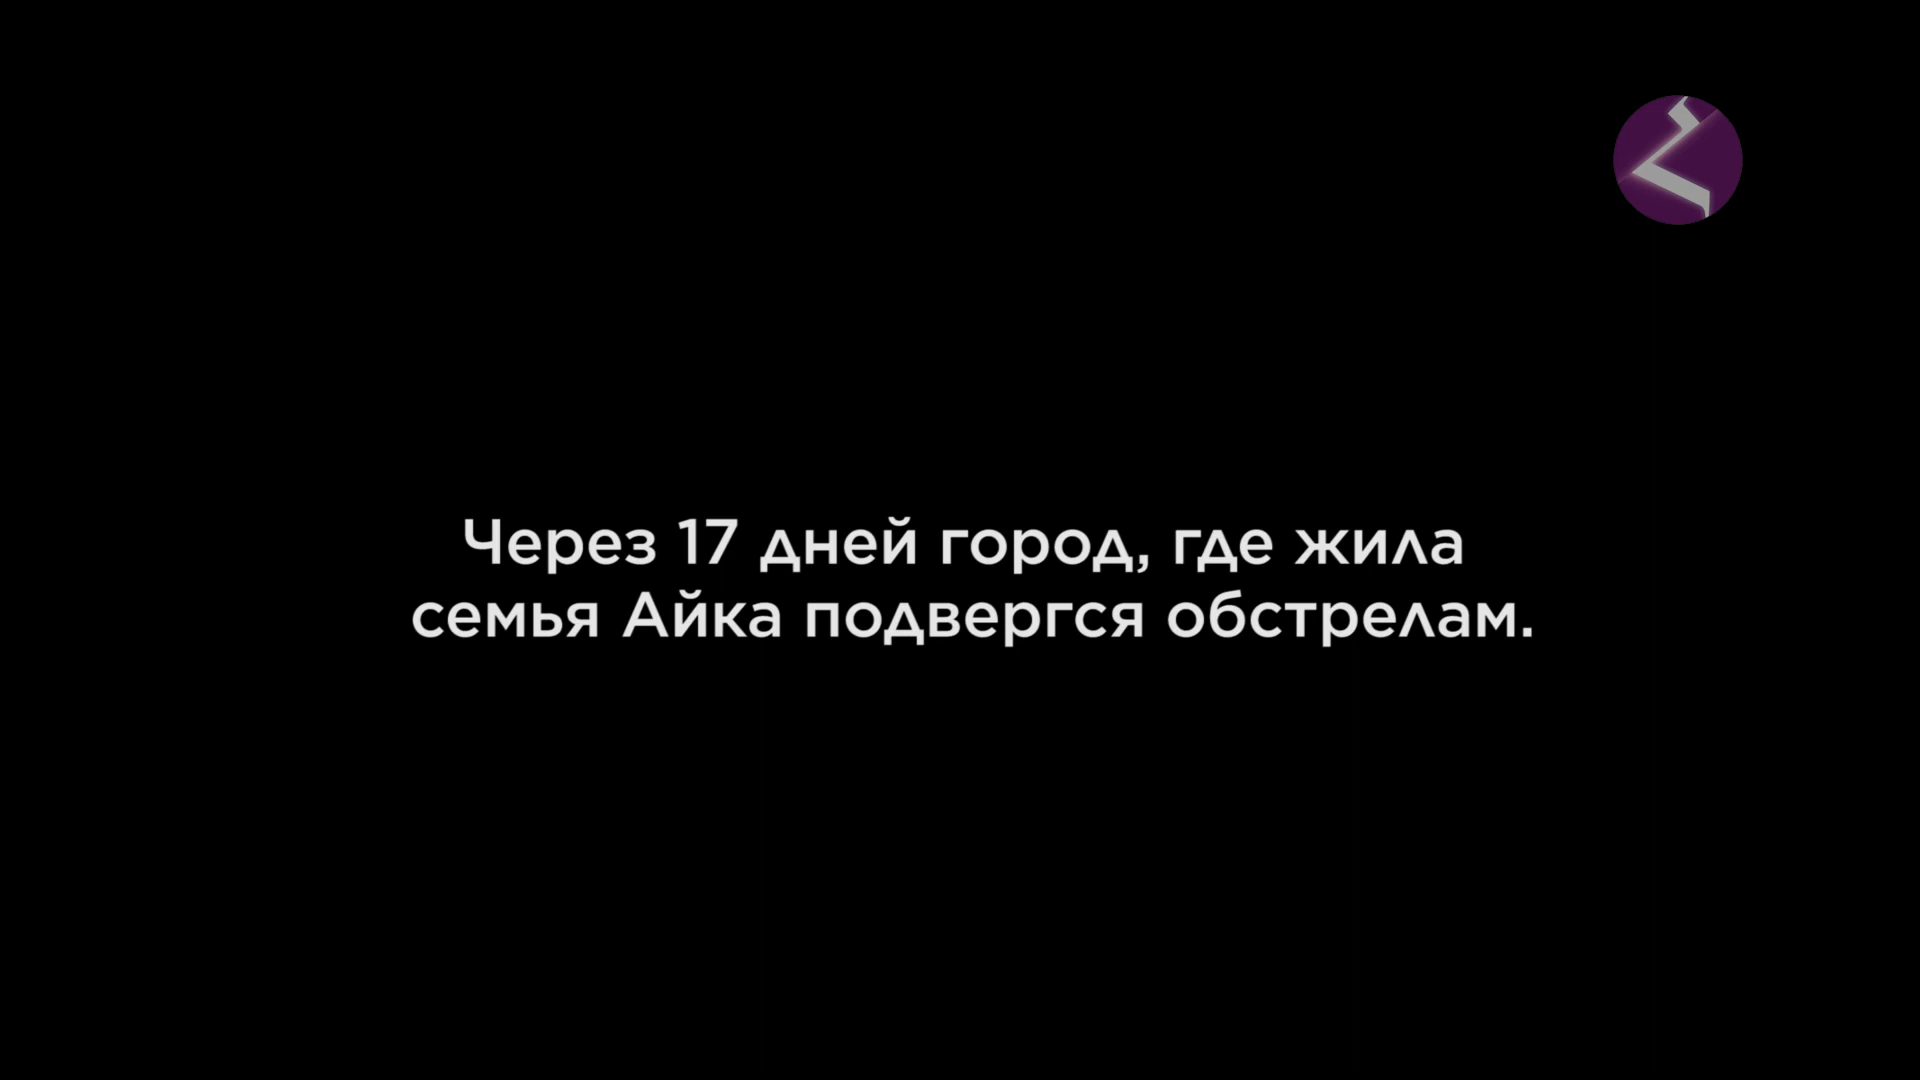 Через 17 дней город, где жила
семья Айка подвергся обстрелам.